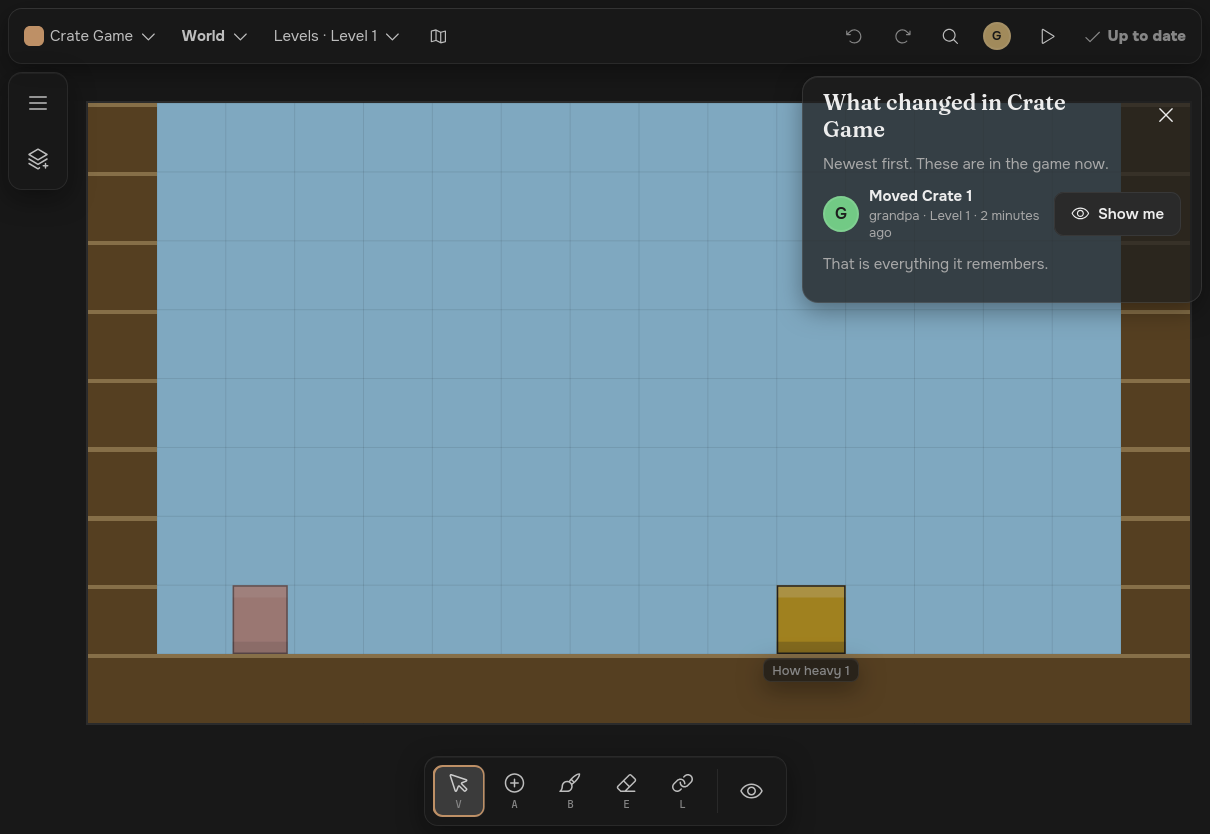 Crate Game
World
Levels · Level 1
G
Up to date
What changed in Crate
Game
Newest first. These are in the game now.
G
Moved Crate 1
grandpa · Level 1 · 2 minutes
ago
Show me
That is everything it remembers.
How heavy 1
V
A
B
E
L